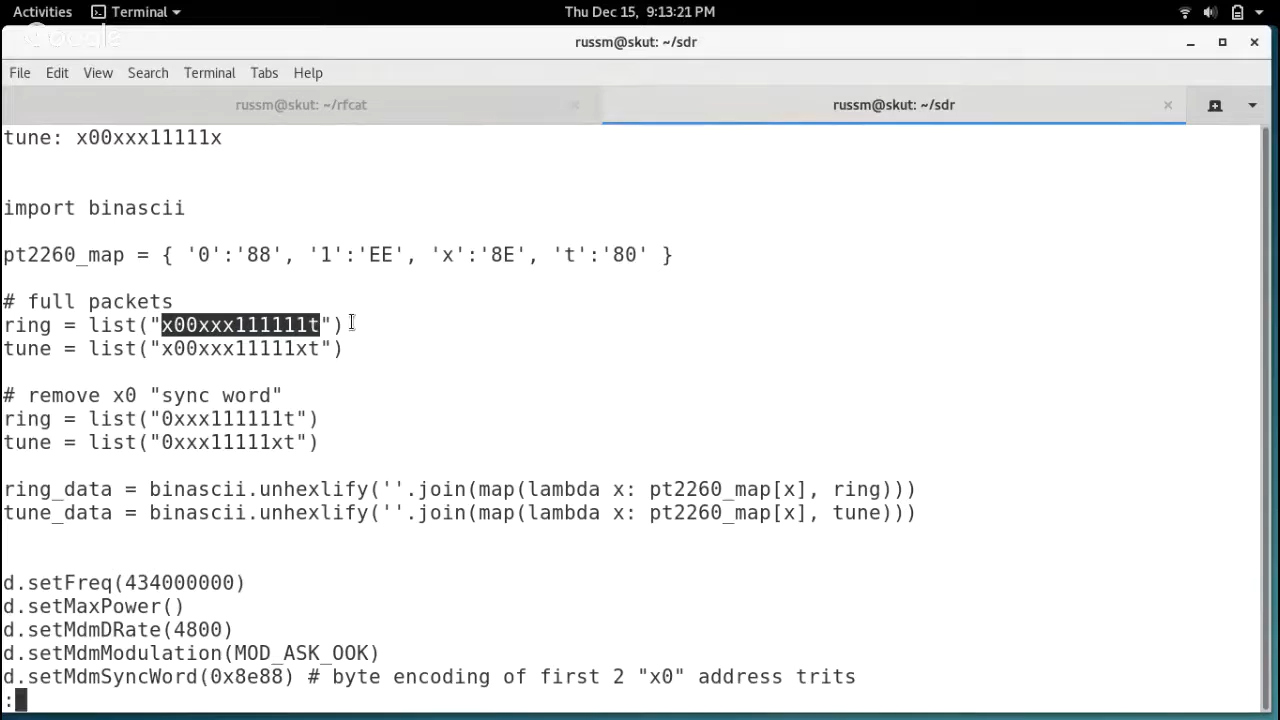 Activities Terminal Thu Dec 15, 9:13:21 PM
Google
russm@skut: ~/sdr
File Edit View Search Terminal Tabs Help
russm@skut: ~/rfcat russm@skut: ~/sdr
tune: x00xxx11111x
import binascii
pt2260_map = { '0':'88', '1':'EE', 'x':'8E', 't':'80' }
# full packets
ring = list("x00xxx111111t")
tune = list("x00xxx11111xt")
# remove x0 "sync word"
ring = list("0xxx111111t")
tune = list("0xxx11111xt")
ring_data = binascii.unhexlify(''.join(map(lambda x: pt2260_map[x], ring)))
tune_data = binascii.unhexlify(''.join(map(lambda x: pt2260_map[x], tune)))
d.setFreq(434000000)
d.setMaxPower()
d.setMdmDRate(4800)
d.setMdmModulation(MOD_ASK_OOK)
d.setMdmSyncWord(0x8e88) # byte encoding of first 2 "x0" address trits
: